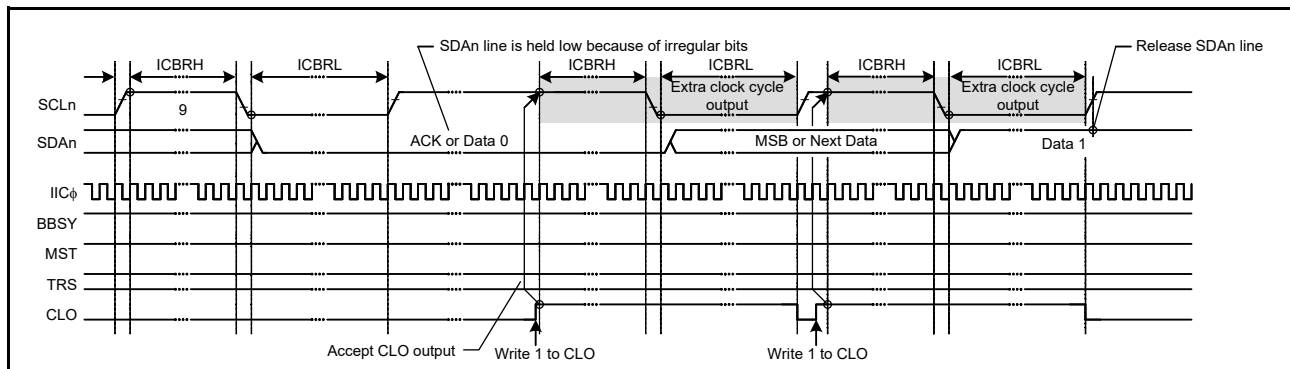 SDAn line is held low because of irregular bits
Release SDAn line
ICBRH
ICBRL
ICBRH
ICBRL
ICBRH
ICBRL
SCLn
9
Extra clock cycle output
Extra clock cycle output
SDAn
ACK or Data 0
MSB or Next Data
Data 1
IICϕ
BBSY
MST
TRS
CLO
Accept CLO output
Write 1 to CLO
Write 1 to CLO